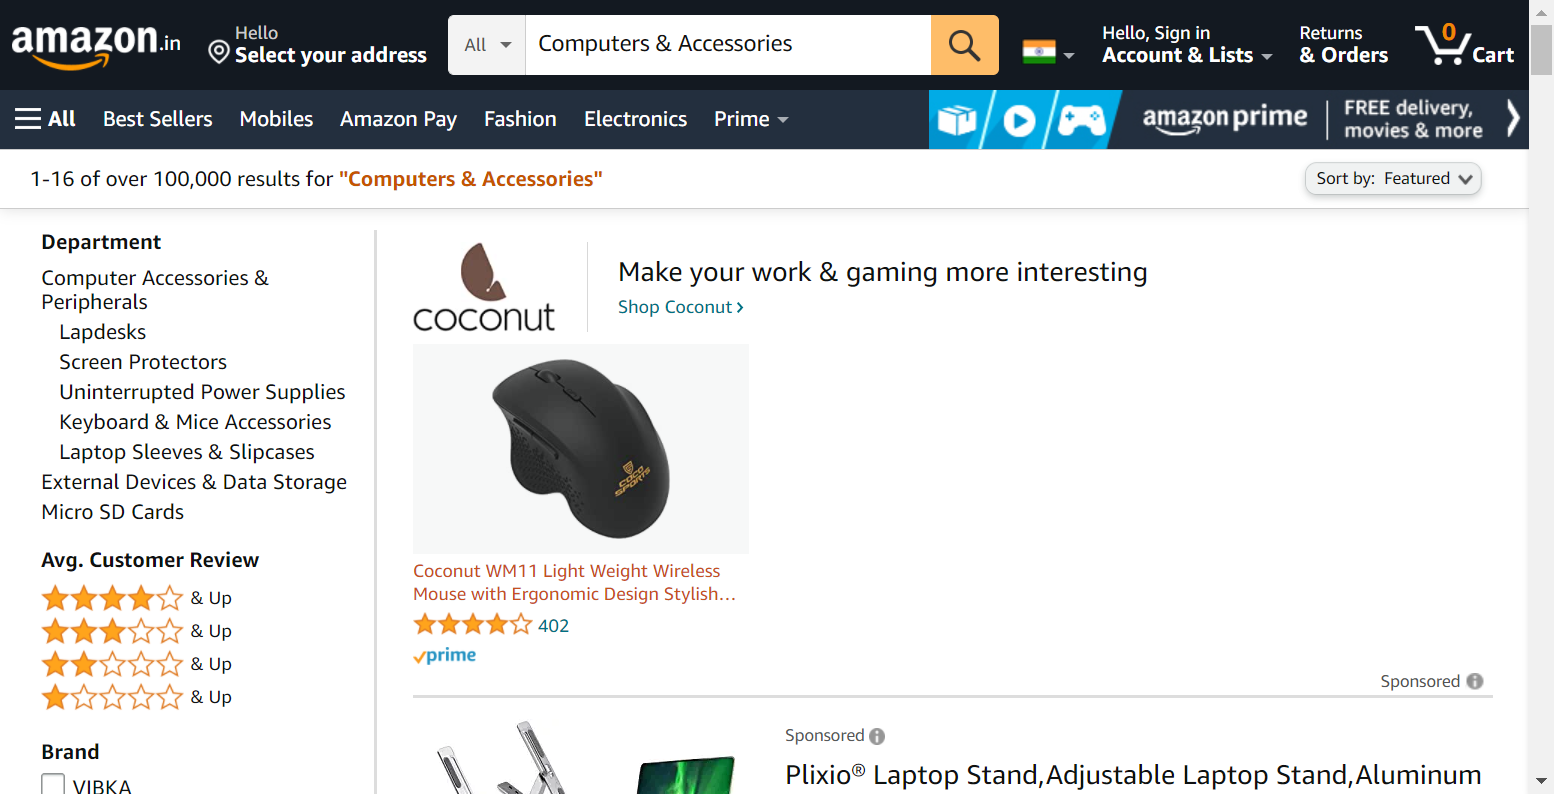 amazon.in
Hello
Select your address
All
Computers & Accessories
Hello, Sign in
Account & Lists
Returns
& Orders
0
Cart
All
Best Sellers
Mobiles
Amazon Pay
Fashion
Electronics
Prime
amazon prime
FREE delivery,
movies & more
1-16 of over 100,000 results for "Computers & Accessories"
Sort by: Featured
Department
Computer Accessories &
Peripherals
Lapdesks
Screen Protectors
Uninterrupted Power Supplies
Keyboard & Mice Accessories
Laptop Sleeves & Slipcases
External Devices & Data Storage
Micro SD Cards
Avg. Customer Review
& Up
& Up
& Up
& Up
Brand
VIBKA
coconut
Make your work & gaming more interesting
Shop Coconut
COCO
SPORTS
Coconut WM11 Light Weight Wireless
Mouse with Ergonomic Design Stylish…
402
prime
Sponsored
Sponsored
Plixio® Laptop Stand,Adjustable Laptop Stand,Aluminum